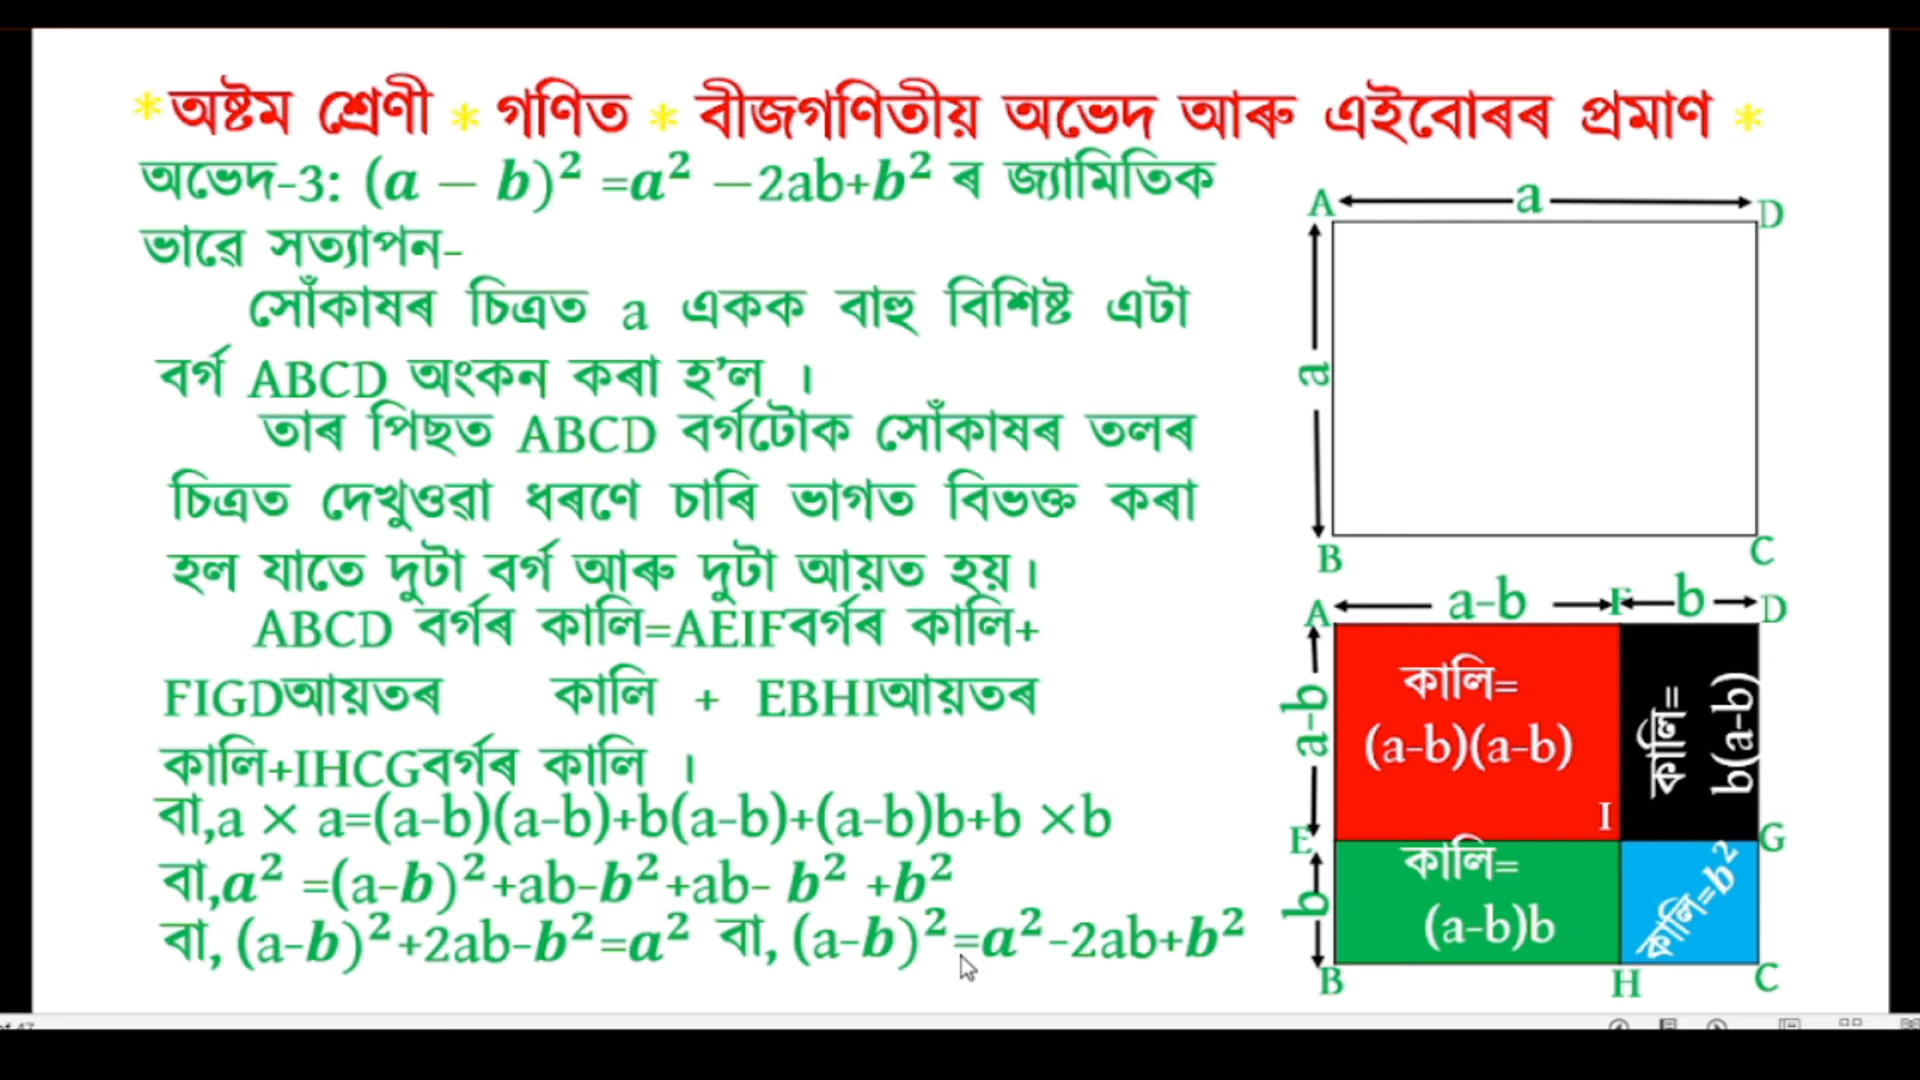 *অষ্টম শ্ৰেণী * গণিত * বীজগণিতীয় অভেদ আৰু এইবোৰৰ প্ৰমাণ *
অভেদ-3: (a − b)² =a² −2ab+b² ৰ জ্যামিতিক
ভাৱে সত্যাপন-
সোঁকাষৰ চিত্ৰত a একক বাহু বিশিষ্ট এটা
বৰ্গ ABCD অংকন কৰা হ’ল ।
তাৰ পিছত ABCD বৰ্গটোক সোঁকাষৰ তলৰ
চিত্ৰত দেখুওৱা ধৰণে চাৰি ভাগত বিভক্ত কৰা
হল যাতে দুটা বৰ্গ আৰু দুটা আয়ত হয়।
ABCD বৰ্গৰ কালি=AEIFবৰ্গৰ কালি+
FIGDআয়তৰ কালি + EBHIআয়তৰ
কালি+IHCGবৰ্গৰ কালি ।
বা,a × a=(a-b)(a-b)+b(a-b)+(a-b)b+b ×b
বা,a² =(a-b)²+ab-b²+ab- b² +b²
বা, (a-b)²+2ab-b²=a² বা, (a-b)²=a²-2ab+b²
A a D
a
B C
A a-b F b D
a-b
কালি=
(a-b)(a-b)
কালি=
b(a-b)
I
E G
b
কালি=
(a-b)b
কালি=b²
B H C